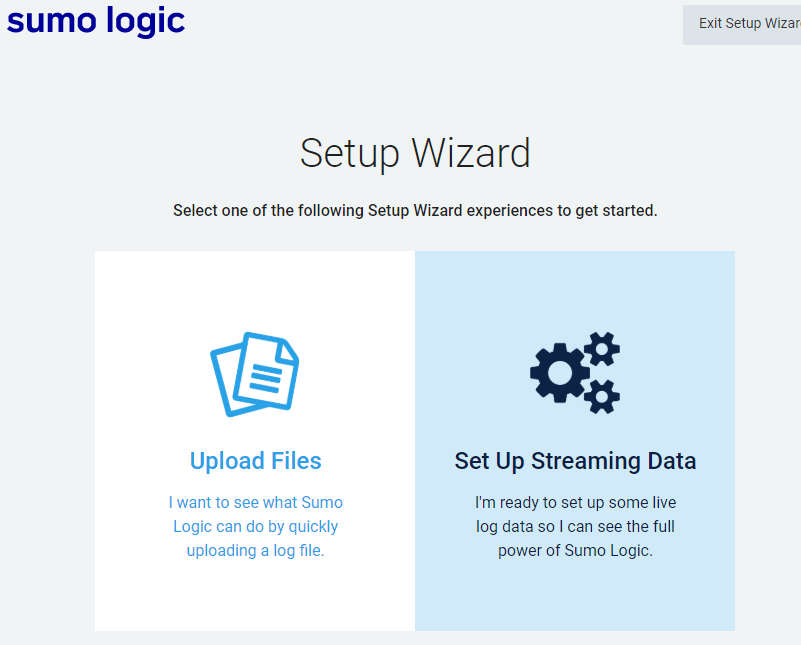 sumo logic
Exit Setup Wizar
Setup Wizard
Select one of the following Setup Wizard experiences to get started.
Upload Files
I want to see what Sumo
Logic can do by quickly
uploading a log file.
Set Up Streaming Data
I'm ready to set up some live
log data so I can see the full
power of Sumo Logic.